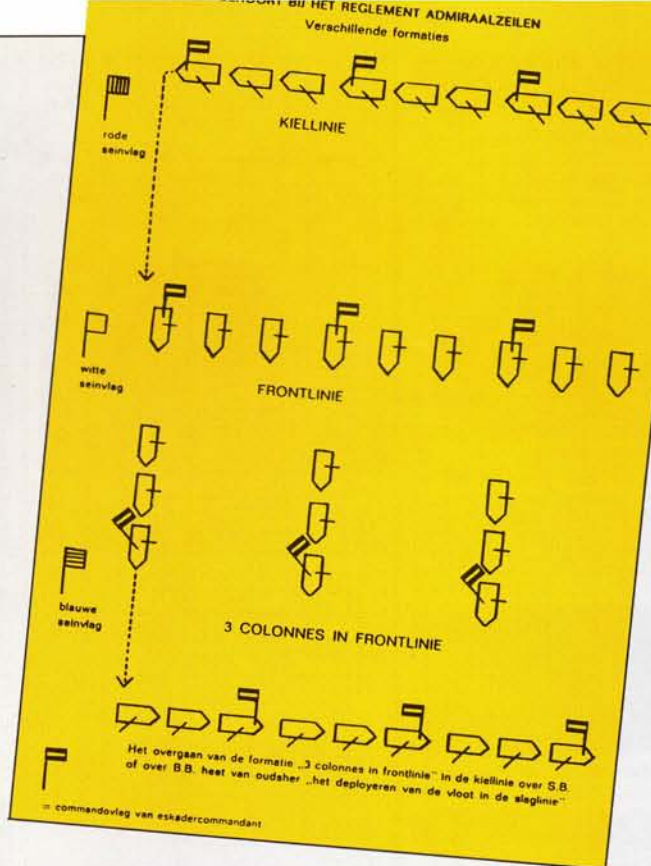 BIJ HET REGLEMENT ADMIRAALZEILEN
Verschillende formaties
rode
seinvlag
KIELLINIE
witte
seinvlag
FRONTLINIE
blauwe
seinvlag
3 COLONNES IN FRONTLINIE
Het overgaan van de formatie „3 colonnes in frontlinie” in de kiellinie over S.B.
of over B.B. heet van oudsher „het deployeren van de vloot in de slaglinie”
= commandovlag van eskadercommandant